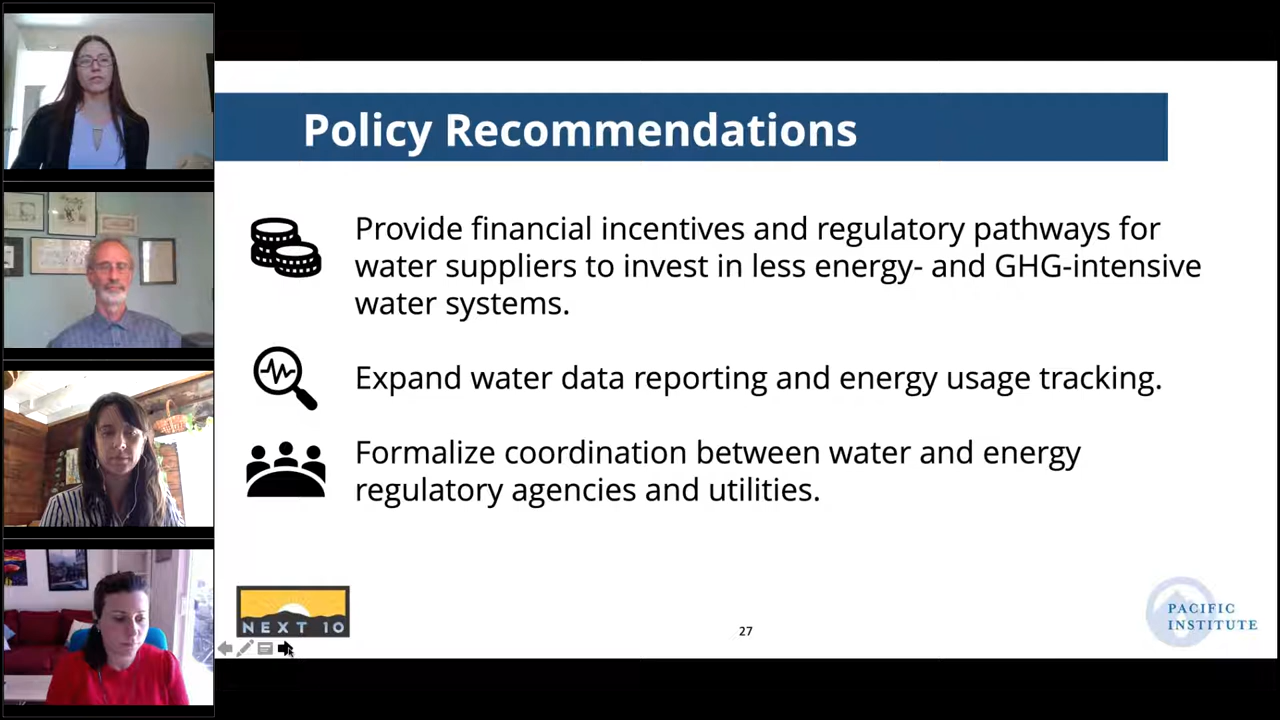 Policy Recommendations
Provide financial incentives and regulatory pathways for
water suppliers to invest in less energy- and GHG-intensive
water systems.
Expand water data reporting and energy usage tracking.
Formalize coordination between water and energy
regulatory agencies and utilities.
NEXT 10
27
PACIFIC
INSTITUTE